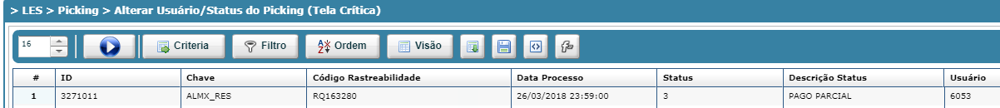 > LES > Picking > Alterar Usuário/Status do Picking (Tela Crítica)
16 Criteria Filtro Ordem Visão
# ID Chave Código Rastreabilidade Data Processo Status Descrição Status Usuário
1 3271011 ALMX_RES RQ163280 26/03/2018 23:59:00 3 PAGO PARCIAL 6053